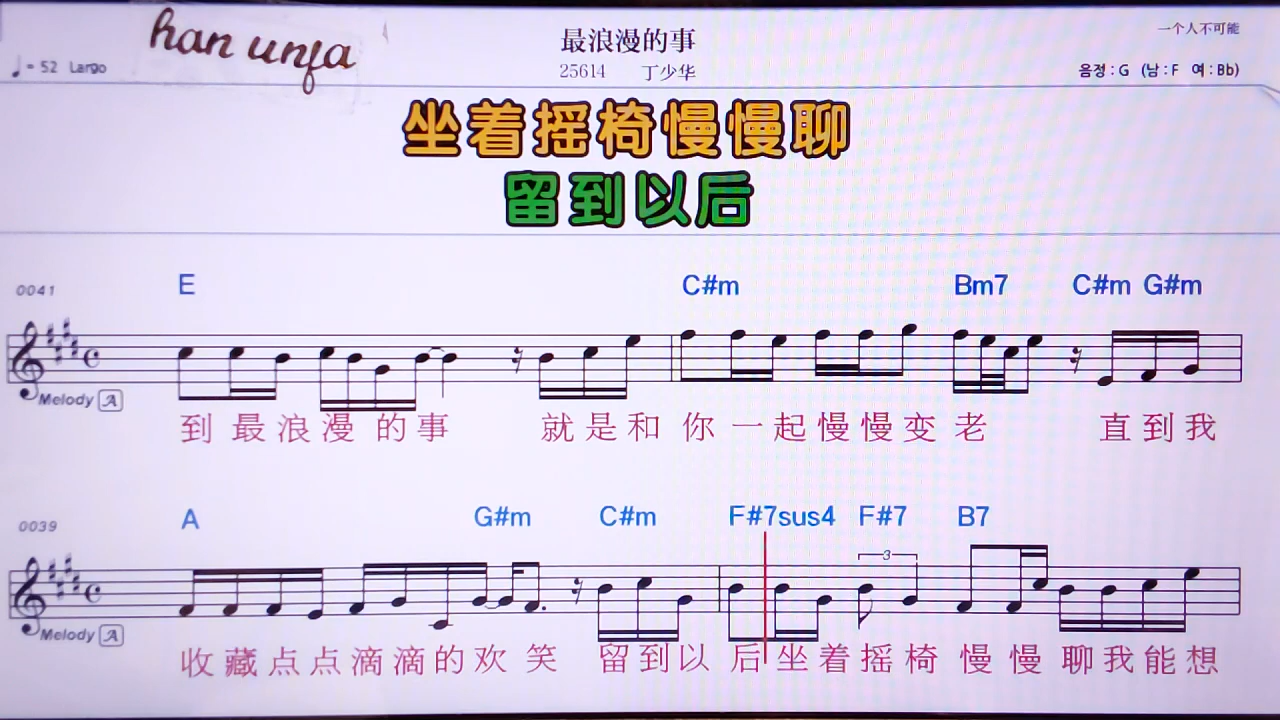 han unfa
最浪漫的事
一个人不可能
♩= 52 Largo
25614 丁少华
음정 : G (남 : F 여 : Bb)
坐着摇椅慢慢聊
留到以后
0041 E C#m Bm7 C#m G#m
Melody A
到最浪漫的事 就是和你一起慢慢变老 直到我
0039 A G#m C#m F#7sus4 F#7 B7
3
Melody A
收藏点点滴滴的欢笑 留到以后坐着摇椅慢慢聊我能想